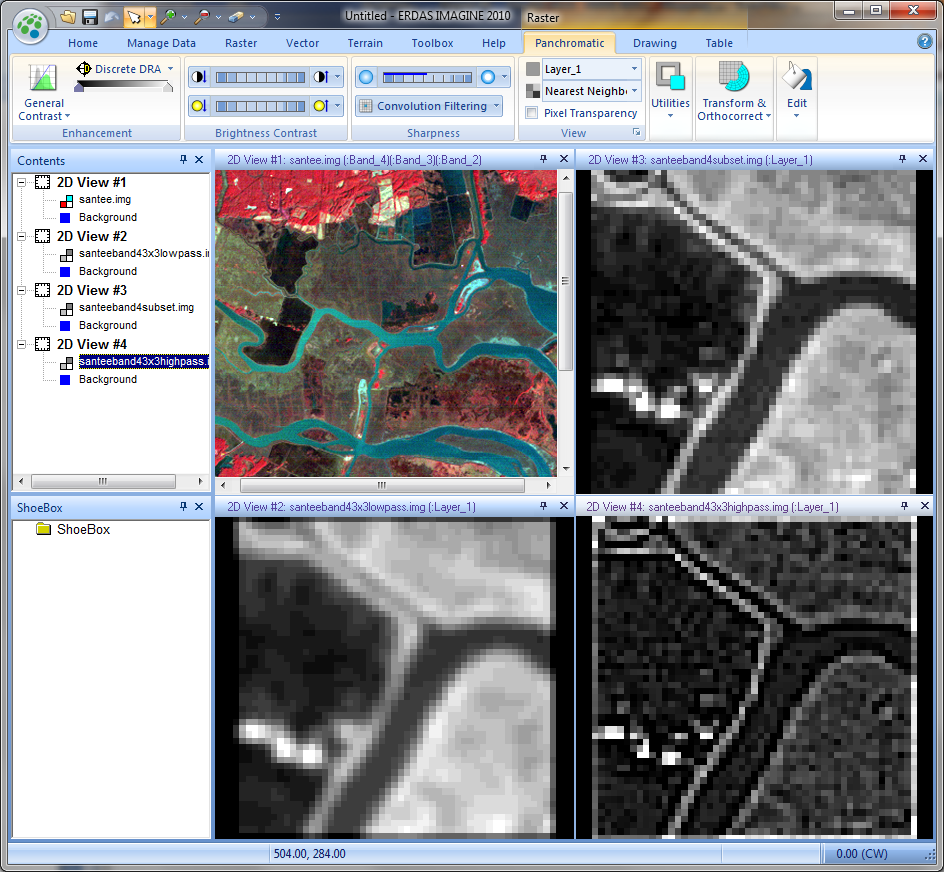 Untitled - ERDAS IMAGINE 2010
Raster
Home
Manage Data
Raster
Vector
Terrain
Toolbox
Help
Panchromatic
Drawing
Table
General
Contrast
Discrete DRA
Enhancement
Brightness Contrast
Convolution Filtering
Sharpness
Layer_1
Nearest Neighb
Pixel Transparency
View
Utilities
Transform &
Orthocorrect
Edit
Contents
2D View #1
santee.img
Background
2D View #2
santeeband43x3lowpass.i
Background
2D View #3
santeeband4subset.img
Background
2D View #4
santeeband43x3highpass.
Background
ShoeBox
ShoeBox
2D View #1: santee.img (:Band_4)(:Band_3)(:Band_2)
2D View #3: santeeband4subset.img (:Layer_1)
2D View #2: santeeband43x3lowpass.img (:Layer_1)
2D View #4: santeeband43x3highpass.img (:Layer_1)
504.00, 284.00
0.00 (CW)